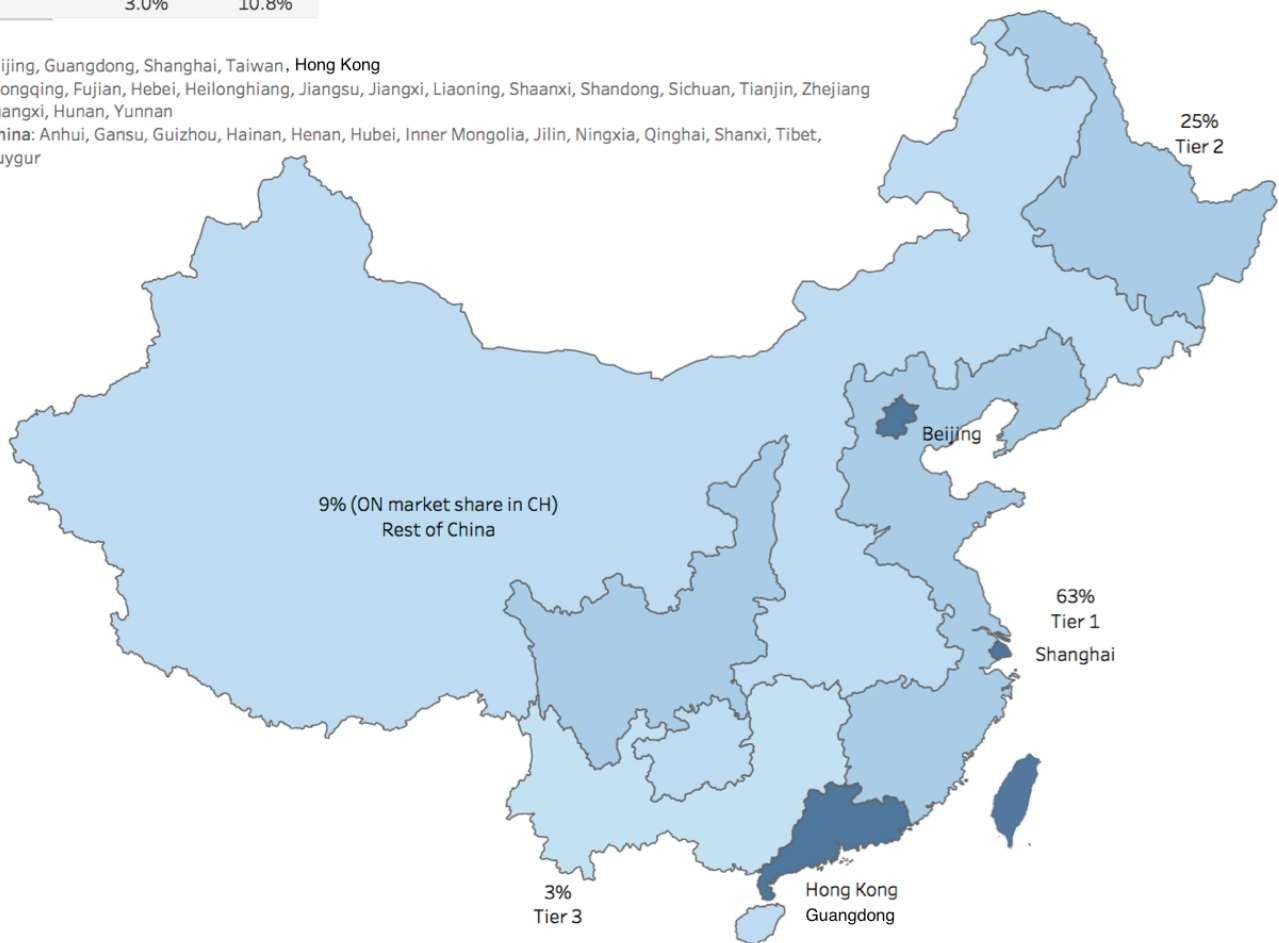 3.0% 10.8%
ijing, Guangdong, Shanghai, Taiwan, Hong Kong
ongqing, Fujian, Hebei, Heilonghiang, Jiangsu, Jiangxi, Liaoning, Shaanxi, Shandong, Sichuan, Tianjin, Zhejiang
angxi, Hunan, Yunnan
hina: Anhui, Gansu, Guizhou, Hainan, Henan, Hubei, Inner Mongolia, Jilin, Ningxia, Qinghai, Shanxi, Tibet,
uygur
25%
Tier 2
Beijing
9% (ON market share in CH)
Rest of China
63%
Tier 1
Shanghai
3%
Tier 3
Hong Kong
Guangdong